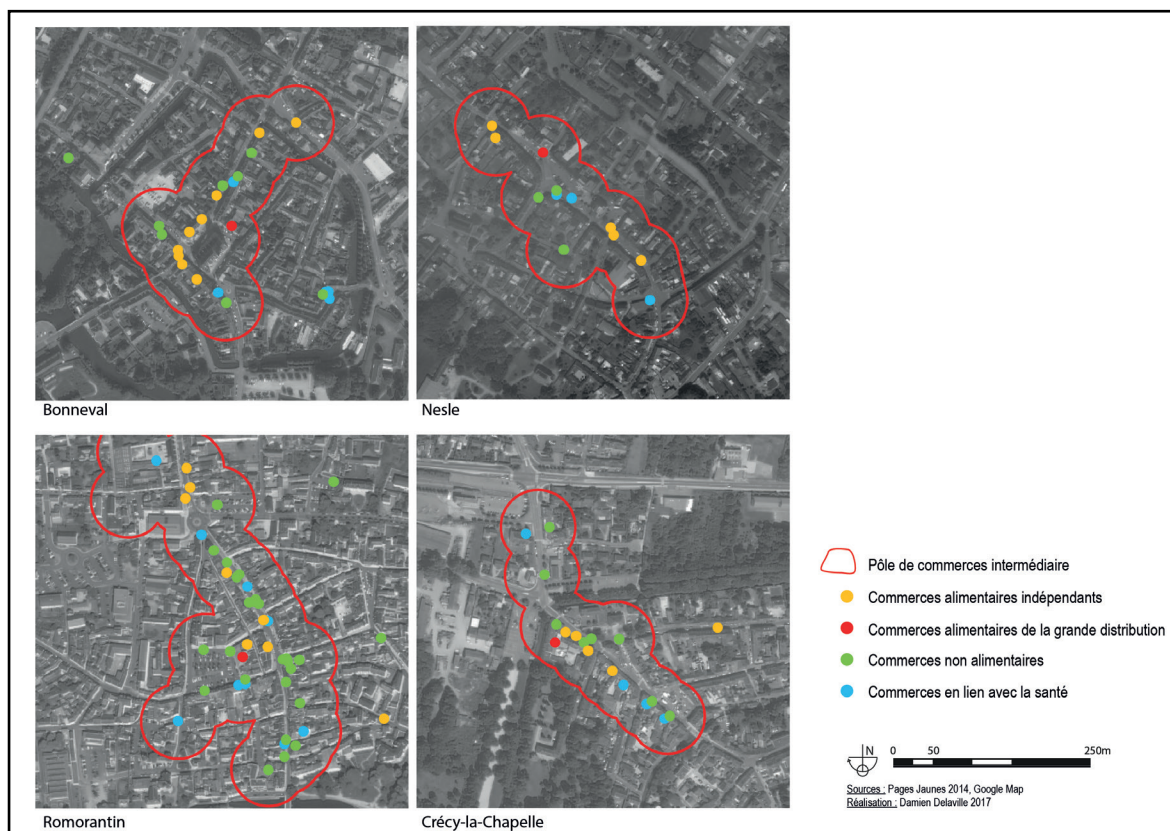 Bonneval
Nesle
Romorantin
Crécy-la-Chapelle
Pôle de commerces intermédiaire
Commerces alimentaires indépendants
Commerces alimentaires de la grande distribution
Commerces non alimentaires
Commerces en lien avec la santé
N 0 50 250m
Sources : Pages Jaunes 2014, Google Map
Réalisation : Damien Delaville 2017